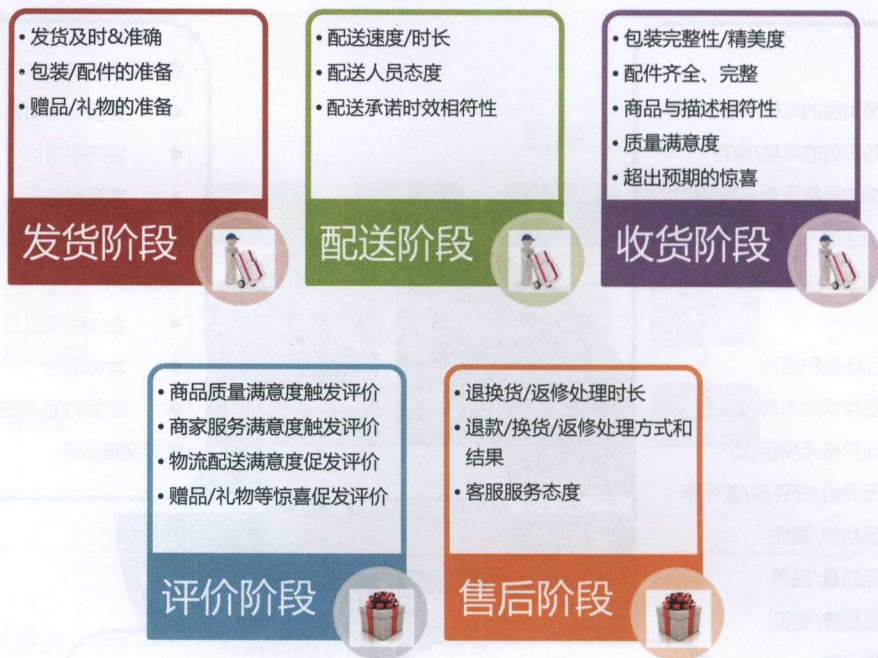 • 发货及时&准确
• 包装/配件的准备
• 赠品/礼物的准备
发货阶段
• 配送速度/时长
• 配送人员态度
• 配送承诺时效相符性
配送阶段
• 包装完整性/精美度
• 配件齐全、完整
• 商品与描述相符性
• 质量满意度
• 超出预期的惊喜
收货阶段
• 商品质量满意度触发评价
• 商家服务满意度触发评价
• 物流配送满意度促发评价
• 赠品/礼物等惊喜促发评价
评价阶段
• 退换货/返修处理时长
• 退款/换货/返修处理方式和
结果
• 客服服务态度
售后阶段